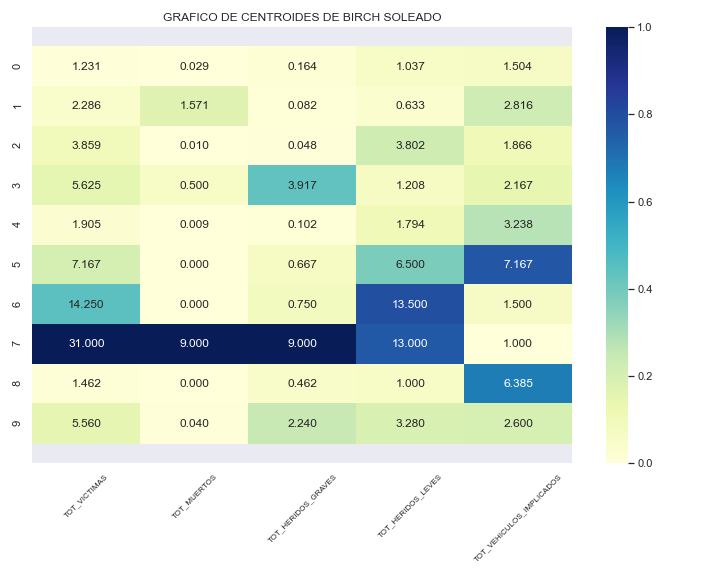 GRAFICO DE CENTROIDES DE BIRCH SOLEADO
0 1.231 0.029 0.164 1.037 1.504
1 2.286 1.571 0.082 0.633 2.816
2 3.859 0.010 0.048 3.802 1.866
3 5.625 0.500 3.917 1.208 2.167
4 1.905 0.009 0.102 1.794 3.238
5 7.167 0.000 0.667 6.500 7.167
6 14.250 0.000 0.750 13.500 1.500
7 31.000 9.000 9.000 13.000 1.000
8 1.462 0.000 0.462 1.000 6.385
9 5.560 0.040 2.240 3.280 2.600
TOT_VICTIMAS TOT_MUERTOS TOT_HERIDOS_GRAVES TOT_HERIDOS_LEVES TOT_VEHICULOS_IMPLICADOS
1.0
0.8
0.6
0.4
0.2
0.0